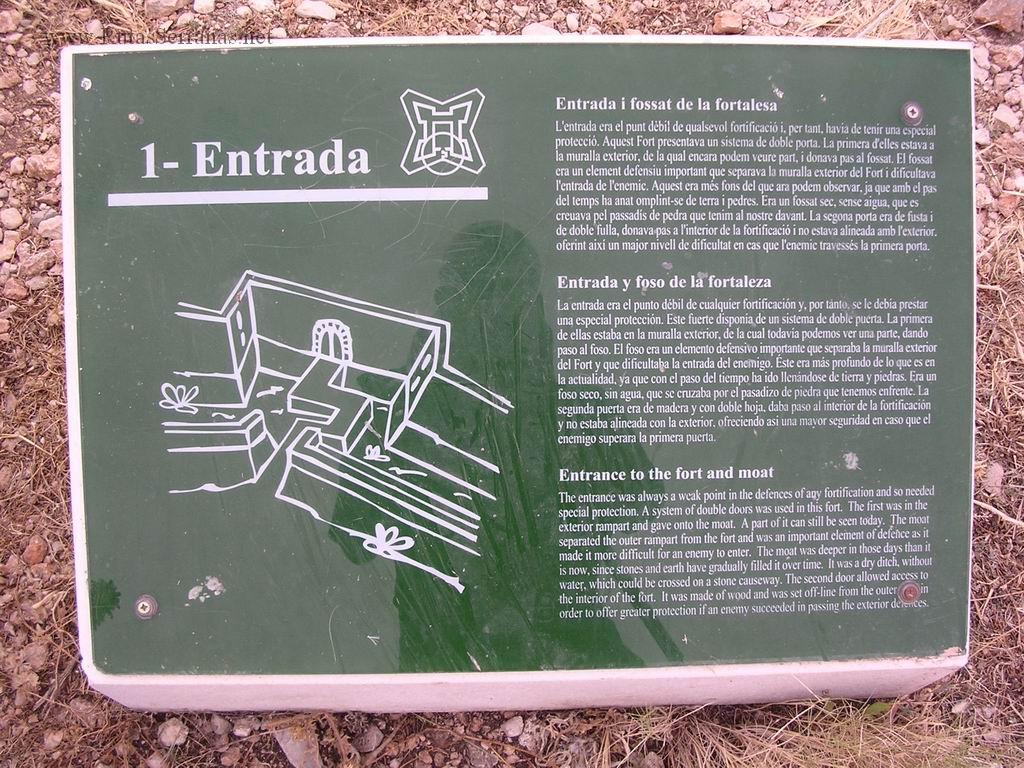 www.RutasSerranas.net
1- Entrada
Entrada i fossat de la fortalesa
L'entrada era el punt dèbil de qualsevol fortificació i, per tant, havia de tenir una especial
protecció. Aquest Fort presentava un sistema de doble porta. La primera d'elles estava a
la muralla exterior, de la qual encara podem veure part, i donava pas al fossat. El fossat
era un element defensiu important que separava la muralla exterior del Fort i dificultava
l'entrada de l'enemic. Aquest era més fons del que ara podem observar, ja que amb el pas
del temps ha anat omplint-se de terra i pedres. Era un fossat sec, sense aigua, que es
creuava pel passadís de pedra que tenim al nostre davant. La segona porta era de fusta i
de doble fulla, donava pas a l'interior de la fortificació i no estava alineada amb l'exterior,
oferint així un major nivell de dificultat en cas que l'enemic travessés la primera porta.
Entrada y foso de la fortaleza
La entrada era el punto débil de cualquier fortificación y, por tanto, se le debía prestar
una especial protección. Este fuerte disponía de un sistema de doble puerta. La primera
de ellas estaba en la muralla exterior, de la cual todavía podemos ver una parte, dando
paso al foso. El foso era un elemento defensivo importante que separaba la muralla exterior
del Fort y que dificultaba la entrada del enemigo. Éste era más profundo de lo que es en
la actualidad, ya que con el paso del tiempo ha ido llenándose de tierra y piedras. Era un
foso seco, sin agua, que se cruzaba por el pasadizo de piedra que tenemos enfrente. La
segunda puerta era de madera y con doble hoja, daba paso al interior de la fortificación
y no estaba alineada con la exterior, ofreciendo así una mayor seguridad en caso que el
enemigo superara la primera puerta.
Entrance to the fort and moat
The entrance was always a weak point in the defences of any fortification and so needed
special protection. A system of double doors was used in this fort. The first was in the
exterior rampart and gave onto the moat. A part of it can still be seen today. The moat
separated the outer rampart from the fort and was an important element of defence as it
made it more difficult for an enemy to enter. The moat was deeper in those days than it
is now, since stones and earth have gradually filled it over time. It was a dry ditch, without
water, which could be crossed on a stone causeway. The second door allowed access to
the interior of the fort. It was made of wood and was set off-line from the outer in
order to offer greater protection if an enemy succeeded in passing the exterior defences.